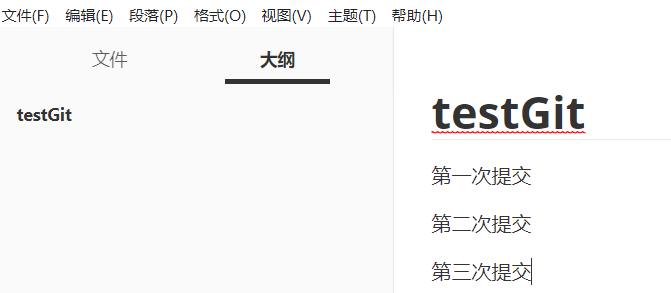 文件(F) 编辑(E) 段落(P) 格式(O) 视图(V) 主题(T) 帮助(H)
文件 大纲
testGit
testGit
第一次提交
第二次提交
第三次提交